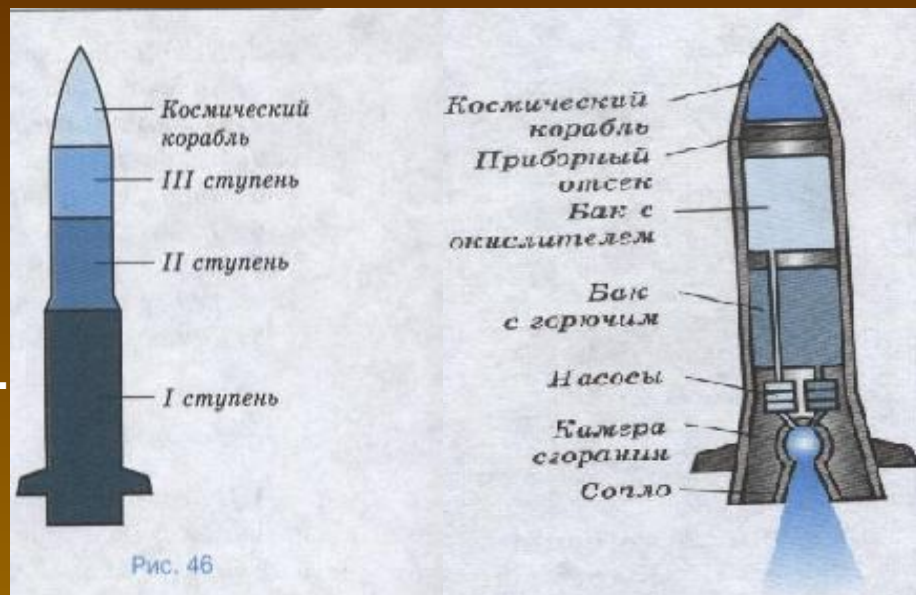 Космический
корабль
III ступень
II ступень
I ступень
Рис. 46
Космический
корабль
Приборный
отсек
Бак с
окислителем
Бак
с горючим
Насосы
Камера
сгорания
Сопло